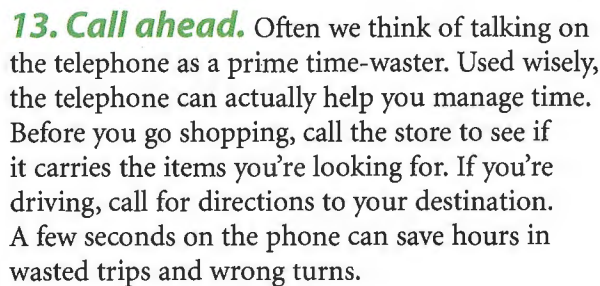 13. Call ahead. Often we think of talking on
the telephone as a prime time-waster. Used wisely,
the telephone can actually help you manage time.
Before you go shopping, call the store to see if
it carries the items you're looking for. If you're
driving, call for directions to your destination.
A few seconds on the phone can save hours in
wasted trips and wrong turns.